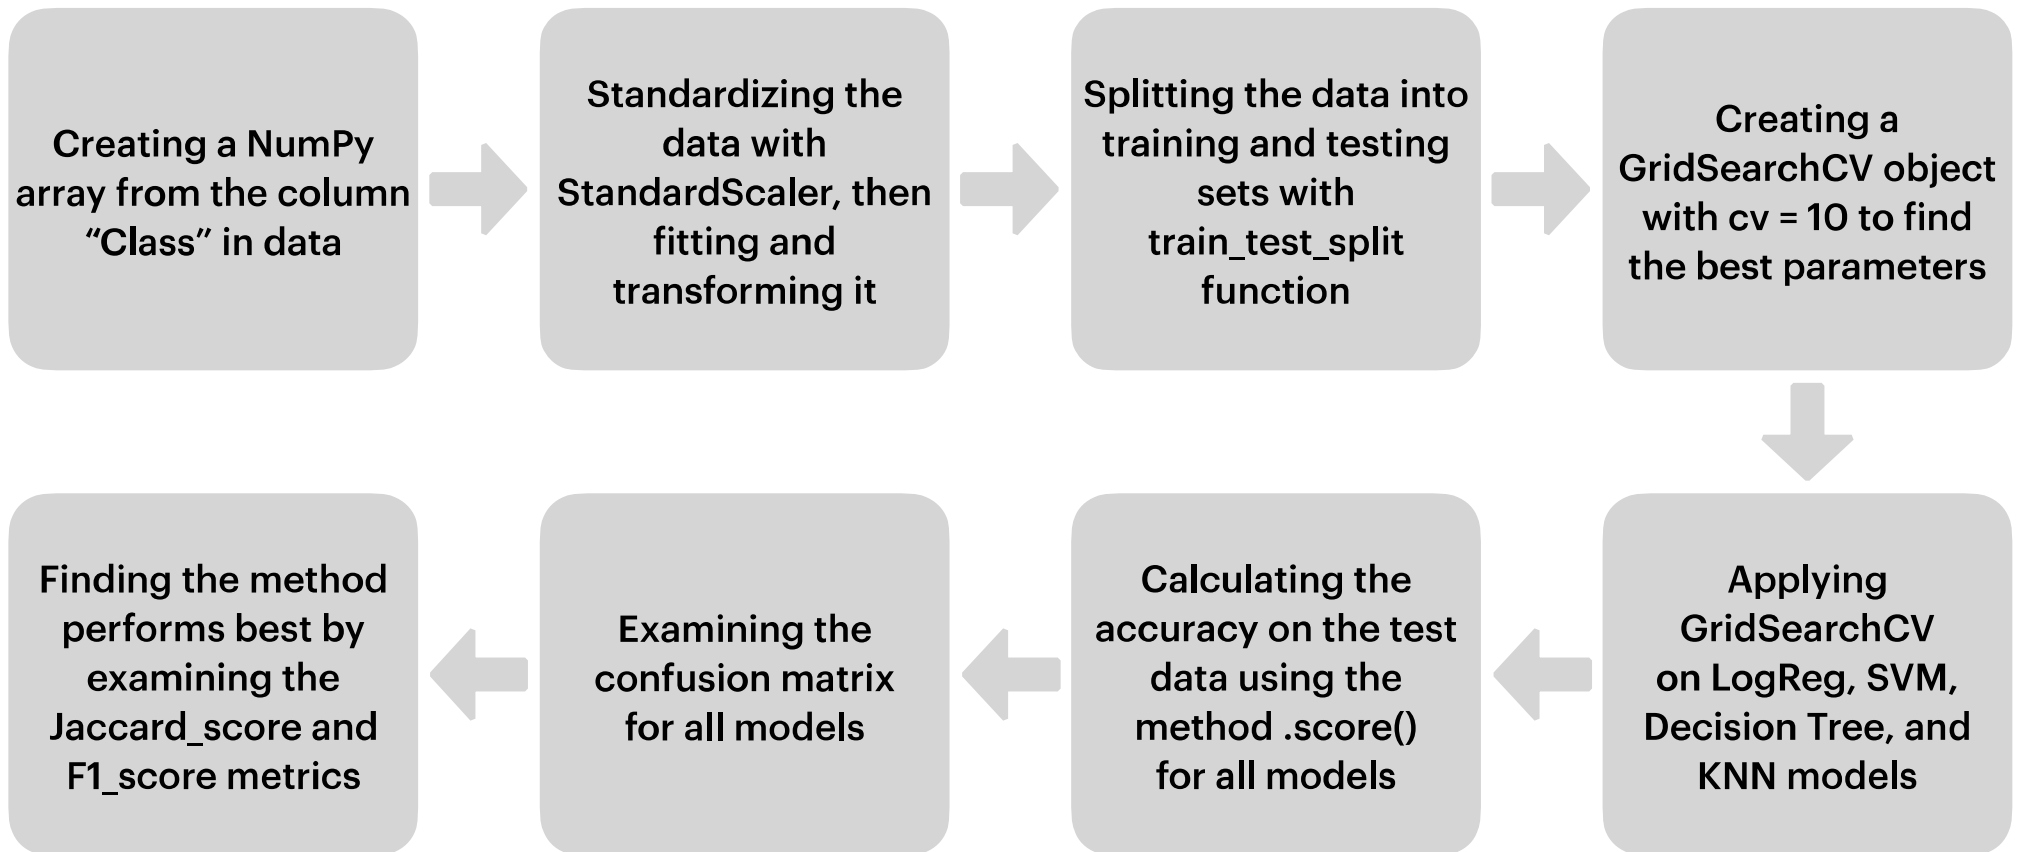 Creating a NumPy
array from the column
“Class” in data
Standardizing the
data with
StandardScaler, then
fitting and
transforming it
Splitting the data into
training and testing
sets with
train_test_split
function
Creating a
GridSearchCV object
with cv = 10 to find
the best parameters
Applying
GridSearchCV
on LogReg, SVM,
Decision Tree, and
KNN models
Calculating the
accuracy on the test
data using the
method .score()
for all models
Examining the
confusion matrix
for all models
Finding the method
performs best by
examining the
Jaccard_score and
F1_score metrics